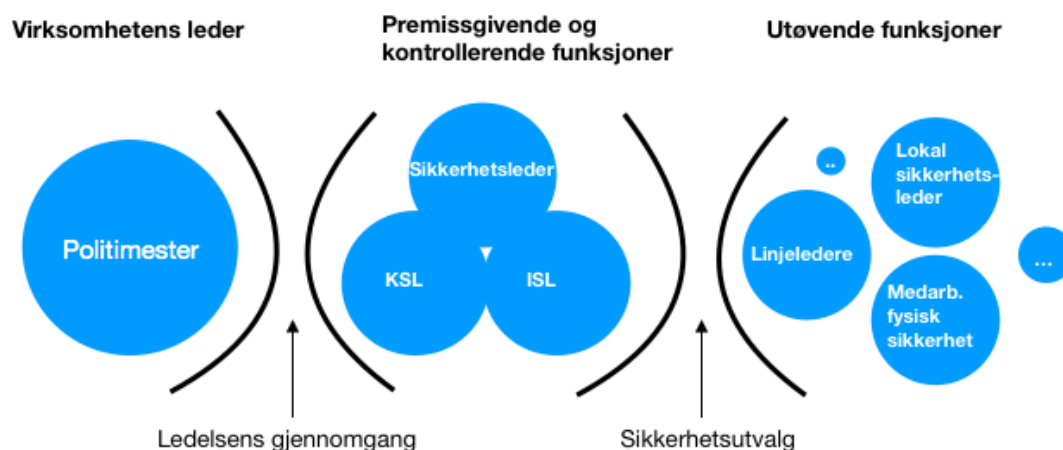 Virksomhetens leder
Premissgivende og
kontrollerende funksjoner
Utøvende funksjoner
Politimester
Sikkerhetsleder
KSL
ISL
..
Lokal
sikkerhets-
leder
Linjeledere
...
Medarb.
fysisk
sikkerhet
Ledelsens gjennomgang
Sikkerhetsutvalg